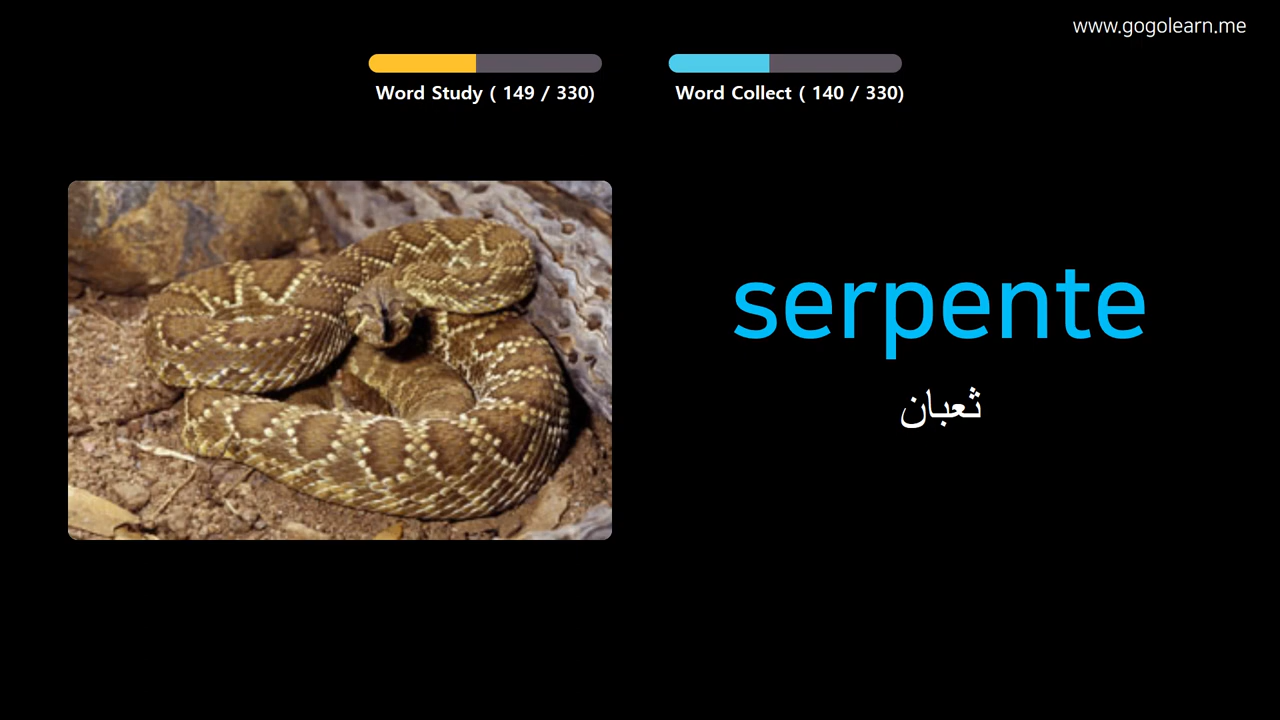 www.gogolearn.me
Word Study ( 149 / 330)
Word Collect ( 140 / 330)
serpente
ثعبان